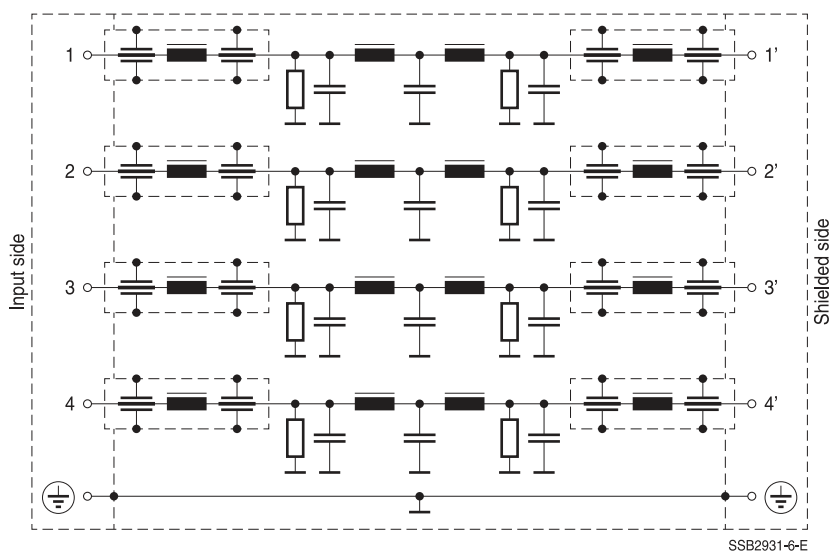 1 1'
2 2'
Input side
Shielded side
3 3'
4 4'
SSB2931-6-E